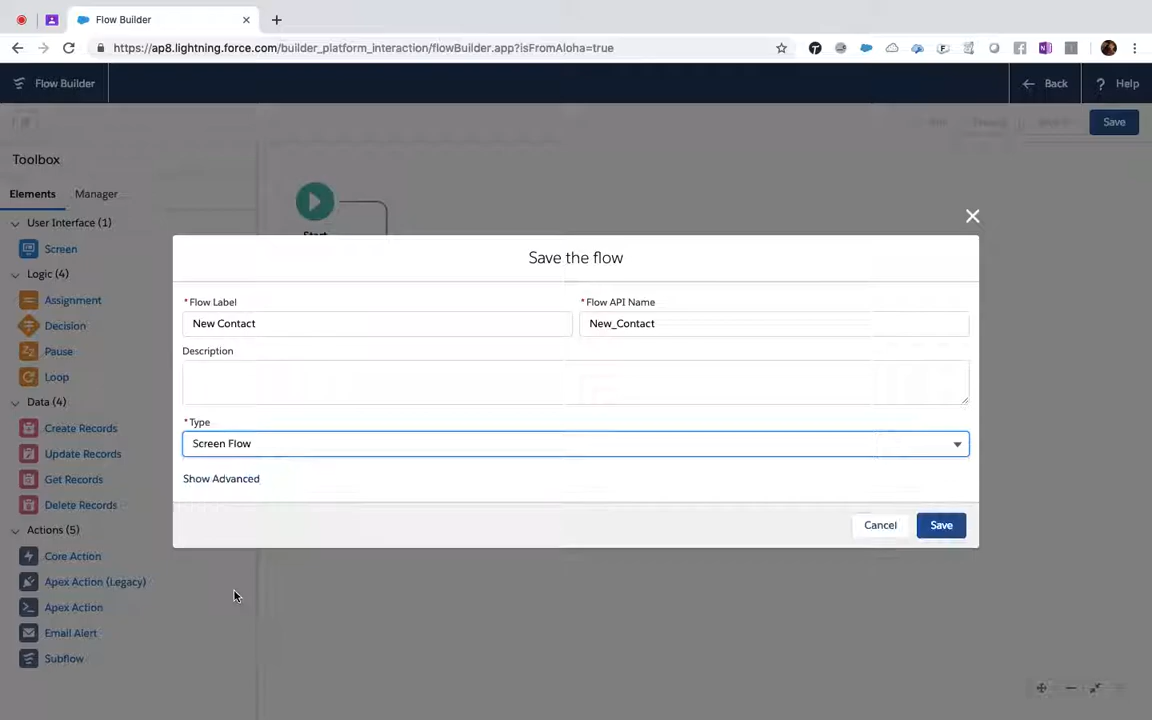 Flow Builder
https://ap8.lightning.force.com/builder_platform_interaction/flowBuilder.app?isFromAloha=true
Flow Builder
Back
Help
Save
Toolbox
Elements
Manager
User Interface (1)
Screen
Logic (4)
Assignment
Decision
Pause
Loop
Data (4)
Create Records
Update Records
Get Records
Delete Records
Actions (5)
Core Action
Apex Action (Legacy)
Apex Action
Email Alert
Subflow
Start
Save the flow
* Flow Label
New Contact
* Flow API Name
New_Contact
Description
* Type
Screen Flow
Show Advanced
Cancel
Save